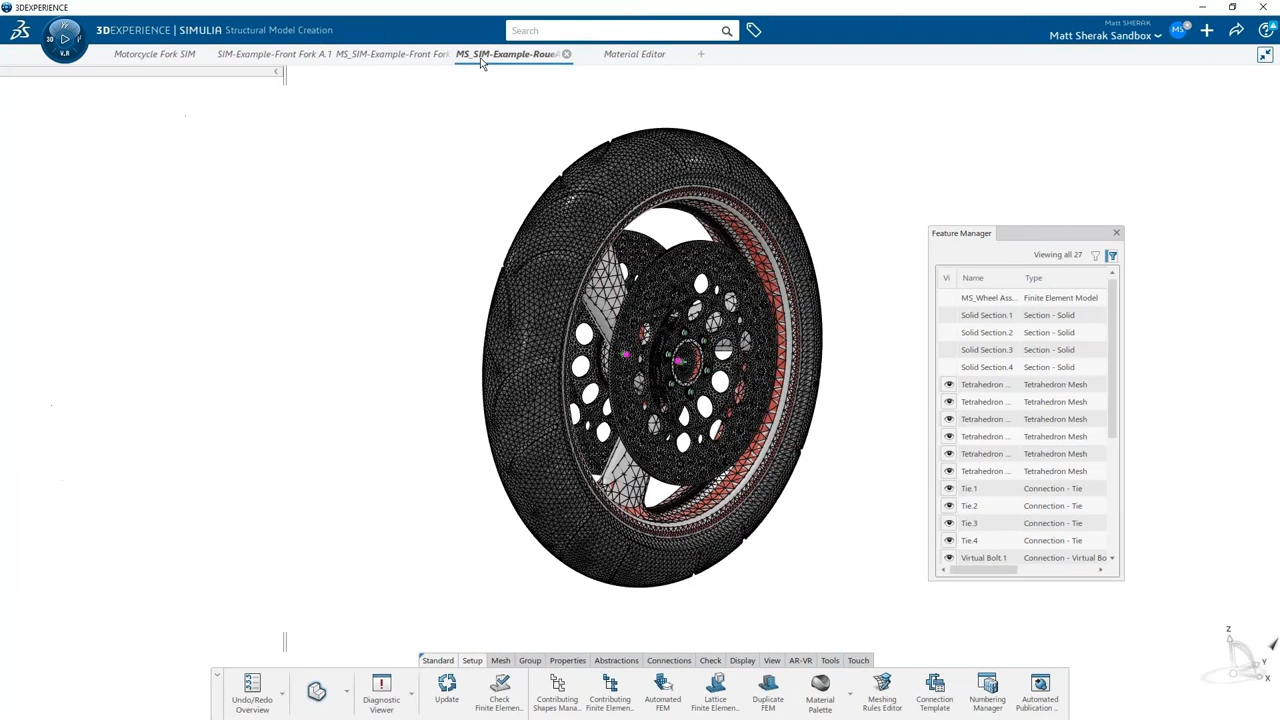 3DEXPERIENCE
3DEXPERIENCE | SIMULIA Structural Model Creation
Search
Matt SHERAK
Matt SHERAK Sandbox
MS
3D
V.R
Motorcycle Fork SIM
SIM-Example-Front Fork A.1
MS_SIM-Example-Front Fork
MS_SIM-Example-Roue
Material Editor
Feature Manager
Viewing all 27
Vi Name Type
MS_Wheel Ass... Finite Element Model
Solid Section.1 Section - Solid
Solid Section.2 Section - Solid
Solid Section.3 Section - Solid
Solid Section.4 Section - Solid
Tetrahedron ... Tetrahedron Mesh
Tetrahedron ... Tetrahedron Mesh
Tetrahedron ... Tetrahedron Mesh
Tetrahedron ... Tetrahedron Mesh
Tetrahedron ... Tetrahedron Mesh
Tetrahedron ... Tetrahedron Mesh
Tie.1 Connection - Tie
Tie.2 Connection - Tie
Tie.3 Connection - Tie
Tie.4 Connection - Tie
Virtual Bolt.1 Connection - Virtual Bo
Z
Y
X
Standard Setup Mesh Group Properties Abstractions Connections Check Display View AR-VR Tools Touch
Undo/Redo Overview
Diagnostic Viewer
Update
Check Finite Elemen...
Contributing Shapes Mana...
Contributing Finite Elemen...
Automated FEM
Lattice Finite Elemen...
Duplicate FEM
Material Palette
Meshing Rules Editor
Connection Template
Numbering Manager
Automated Publication ...